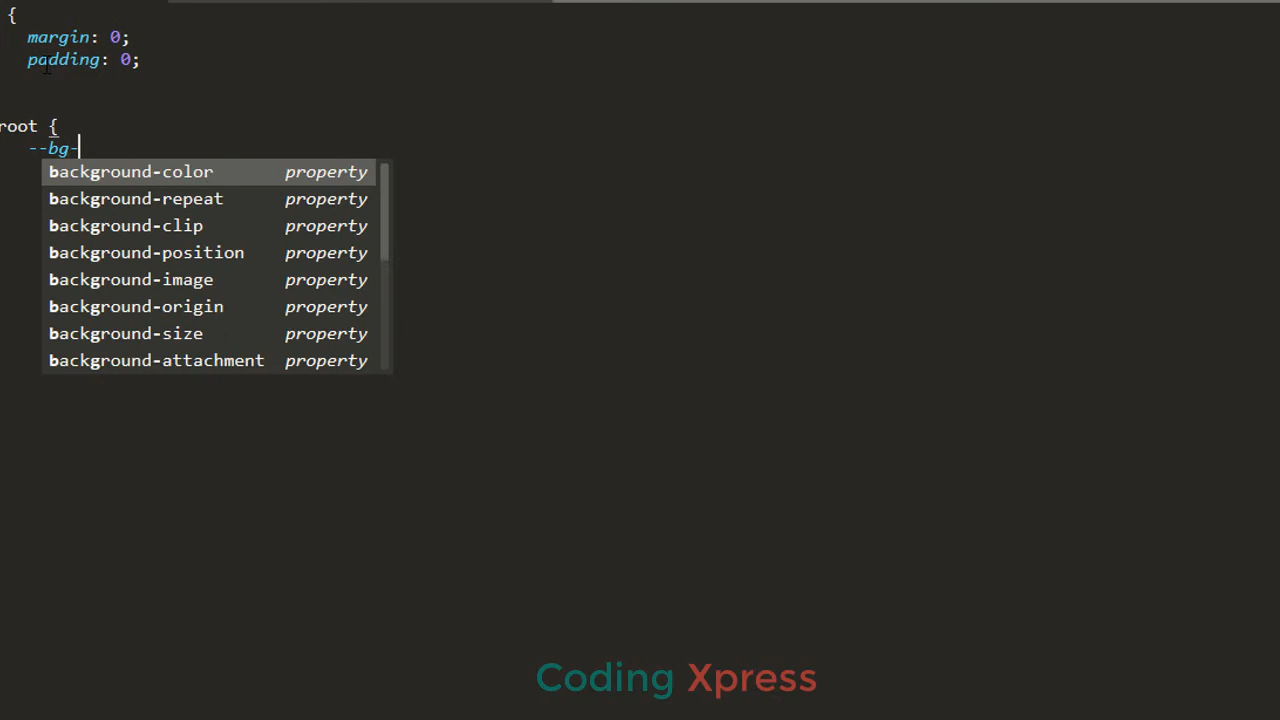 {
margin: 0;
padding: 0;
root {
--bg-
background-color property
background-repeat property
background-clip property
background-position property
background-image property
background-origin property
background-size property
background-attachment property
Coding Xpress